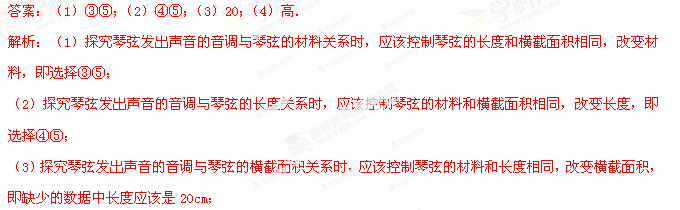 答案：（1）③⑤；（2）④⑤；（3）20；（4）高．
解析：（1）探究琴弦发出声音的音调与琴弦的材料关系时，应该控制琴弦的长度和横截面积相同，改变材
料，即选择③⑤；
（2）探究琴弦发出声音的音调与琴弦的长度关系时，应该控制琴弦的材料和横截面积相同，改变长度，即
选择④⑤；
（3）探究琴弦发出声音的音调与琴弦的横截面积关系时，应该控制琴弦的材料和长度相同，改变横截面积，
即缺少的数据中长度应该是 20cm；